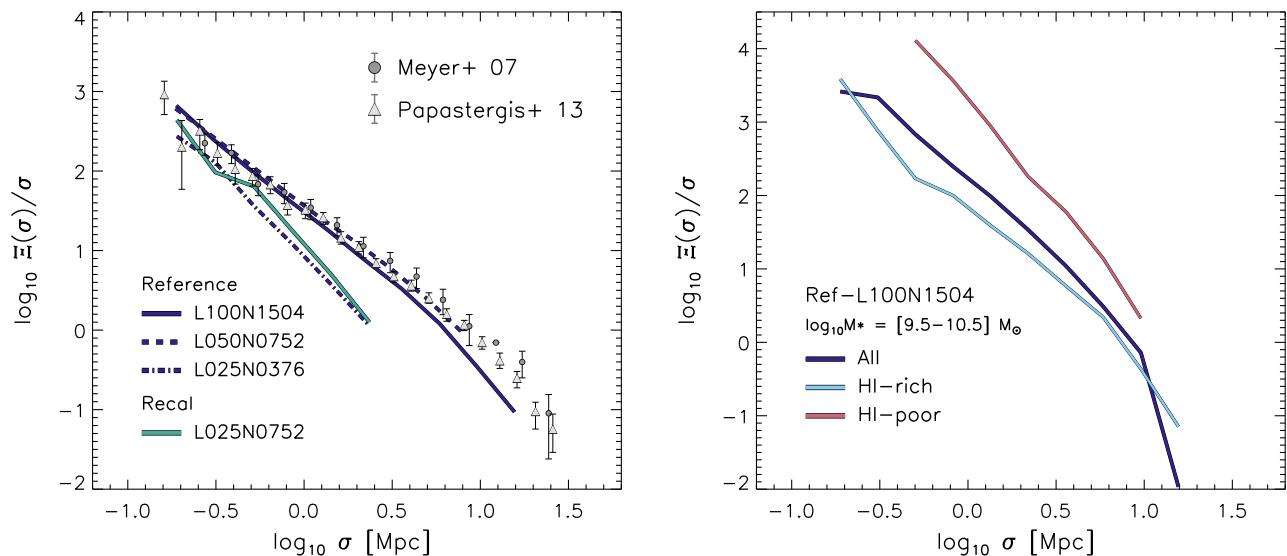 4
3
2
1
0
−1
−2
log₁₀ Ξ(σ)/σ
Meyer+ 07
Papastergis+ 13
Reference
L100N1504
L050N0752
L025N0376
Recal
L025N0752
−1.0 −0.5 0.0 0.5 1.0 1.5
log₁₀ σ [Mpc]
4
3
2
1
0
−1
−2
log₁₀ Ξ(σ)/σ
Ref−L100N1504
log₁₀M* = [9.5−10.5] M⊙
All
HI−rich
HI−poor
−1.0 −0.5 0.0 0.5 1.0 1.5
log₁₀ σ [Mpc]